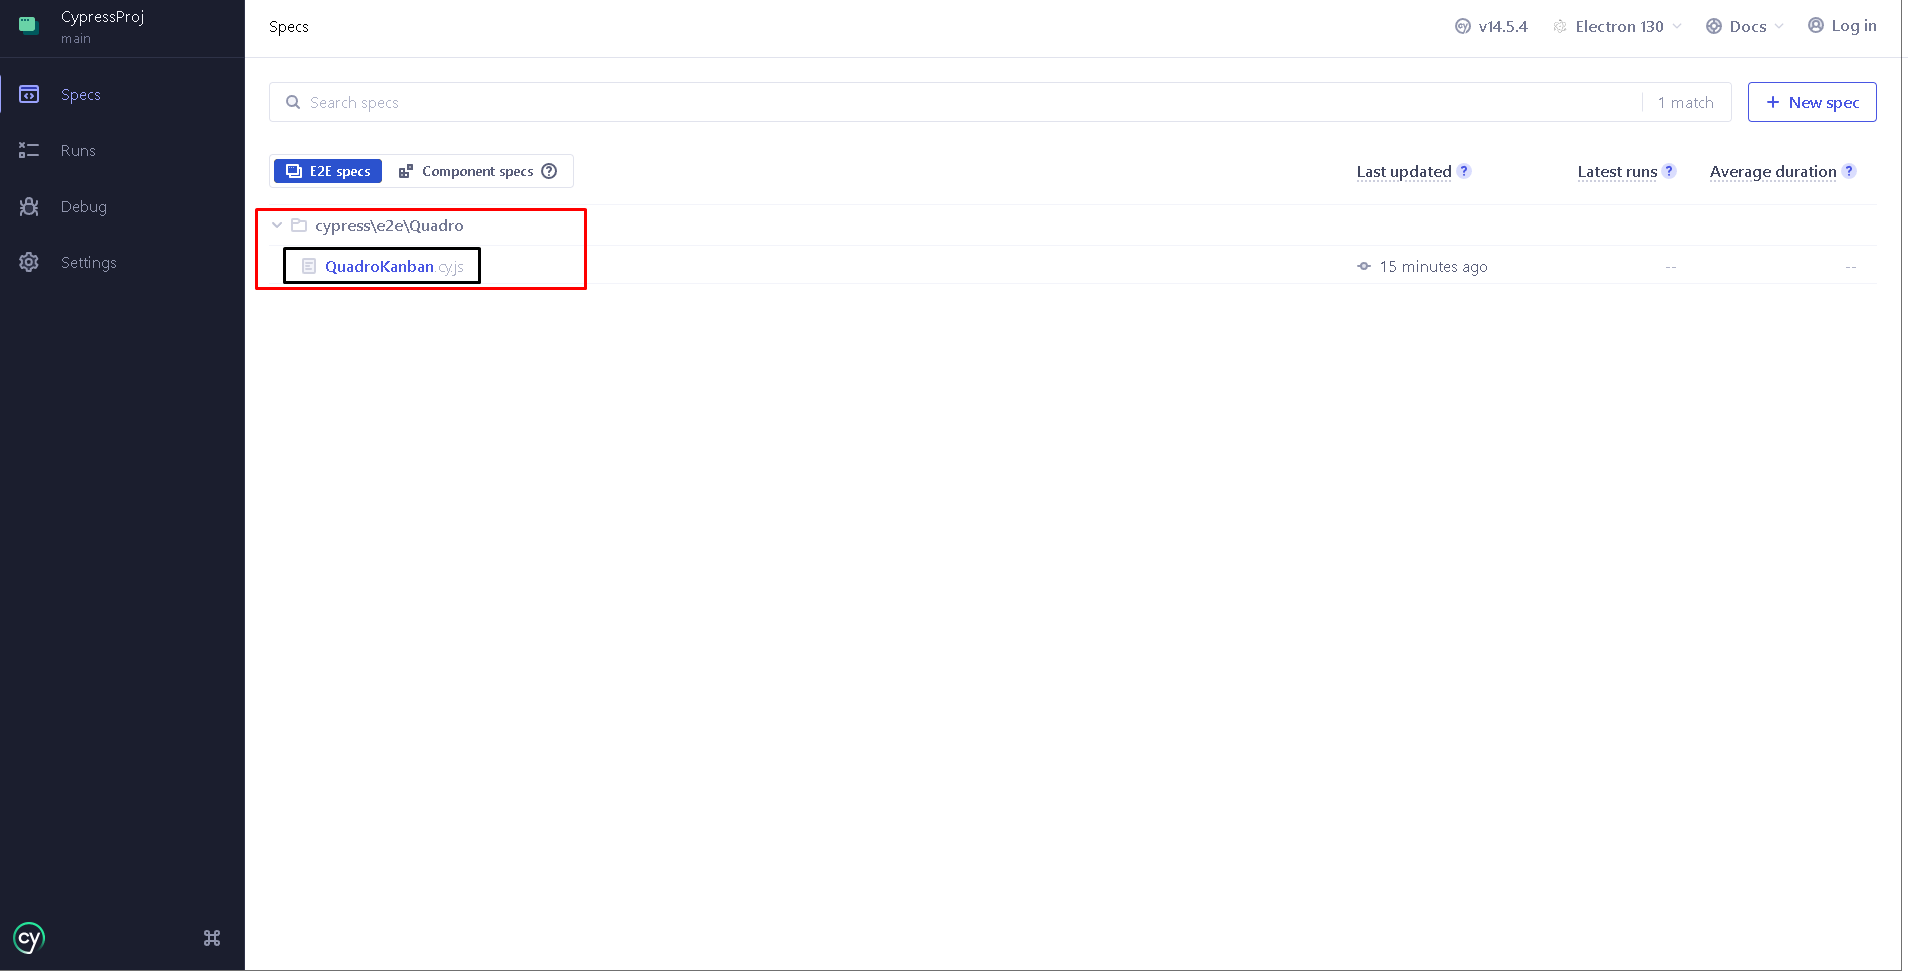 CypressProj
main
Specs
v14.5.4
Electron 130
Docs
Log in
Specs
Runs
Debug
Settings
Search specs
1 match
New spec
E2E specs
Component specs ?
Last updated ?
Latest runs ?
Average duration ?
cypress\e2e\Quadro
QuadroKanban.cy.js
15 minutes ago
--
--
cy